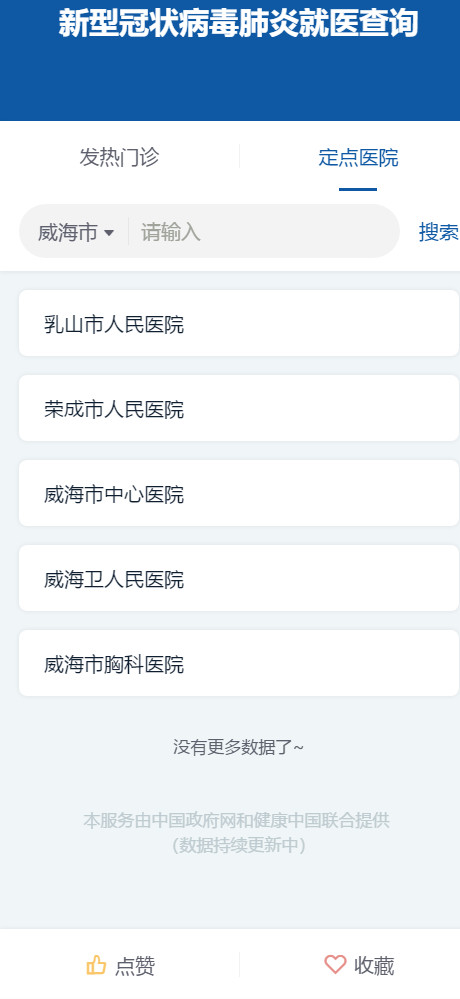 新型冠状病毒肺炎就医查询
发热门诊
定点医院
威海市
请输入
搜索
乳山市人民医院
荣成市人民医院
威海市中心医院
威海卫人民医院
威海市胸科医院
没有更多数据了~
本服务由中国政府网和健康中国联合提供
（数据持续更新中）
点赞
收藏